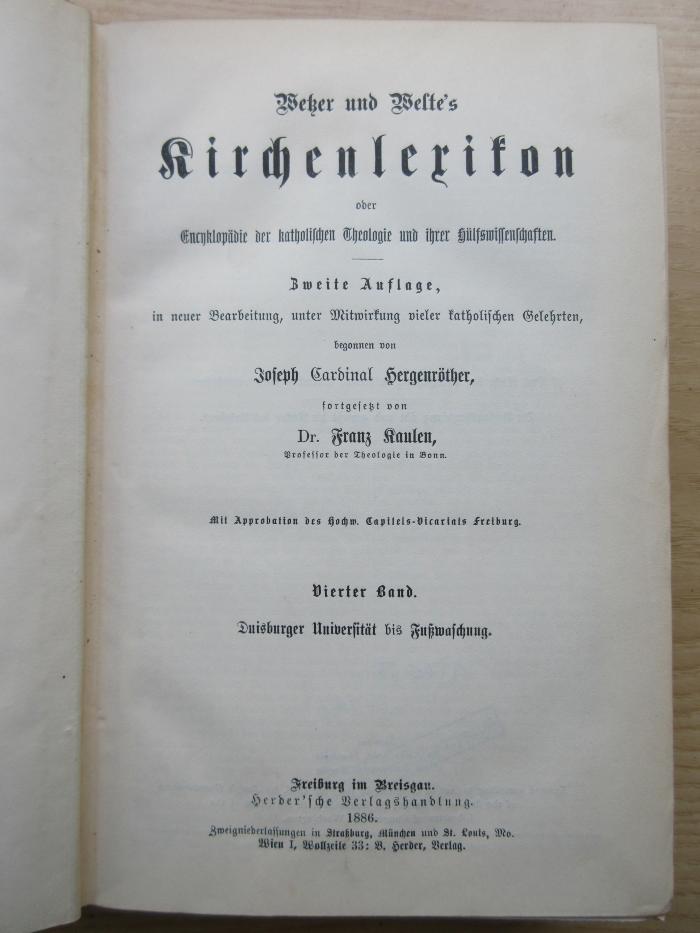 Wetzer und Welte's
Kirchenlexikon
oder
Encyklopädie der katholischen Theologie und ihrer Hülfswissenschaften.
Zweite Auflage,
in neuer Bearbeitung, unter Mitwirkung vieler katholischen Gelehrten,
begonnen von
Joseph Cardinal Hergenröther,
fortgesetzt von
Dr. Franz Kaulen,
Professor der Theologie in Bonn.
Mit Approbation des Hochw. Capitels-Vicariats Freiburg.
Vierter Band.
Duisburger Universität bis Fußwaschung.
Freiburg im Breisgau.
Herder'sche Verlagshandlung.
1886.
Zweigniederlassungen in Straßburg, München und St. Louis, Mo.
Wien I, Wollzeile 33: B. Herder, Verlag.